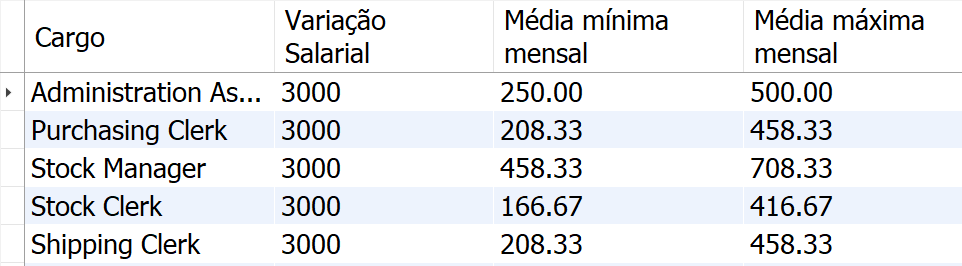 Cargo Variação Salarial Média mínima mensal Média máxima mensal
Administration As... 3000 250.00 500.00
Purchasing Clerk 3000 208.33 458.33
Stock Manager 3000 458.33 708.33
Stock Clerk 3000 166.67 416.67
Shipping Clerk 3000 208.33 458.33